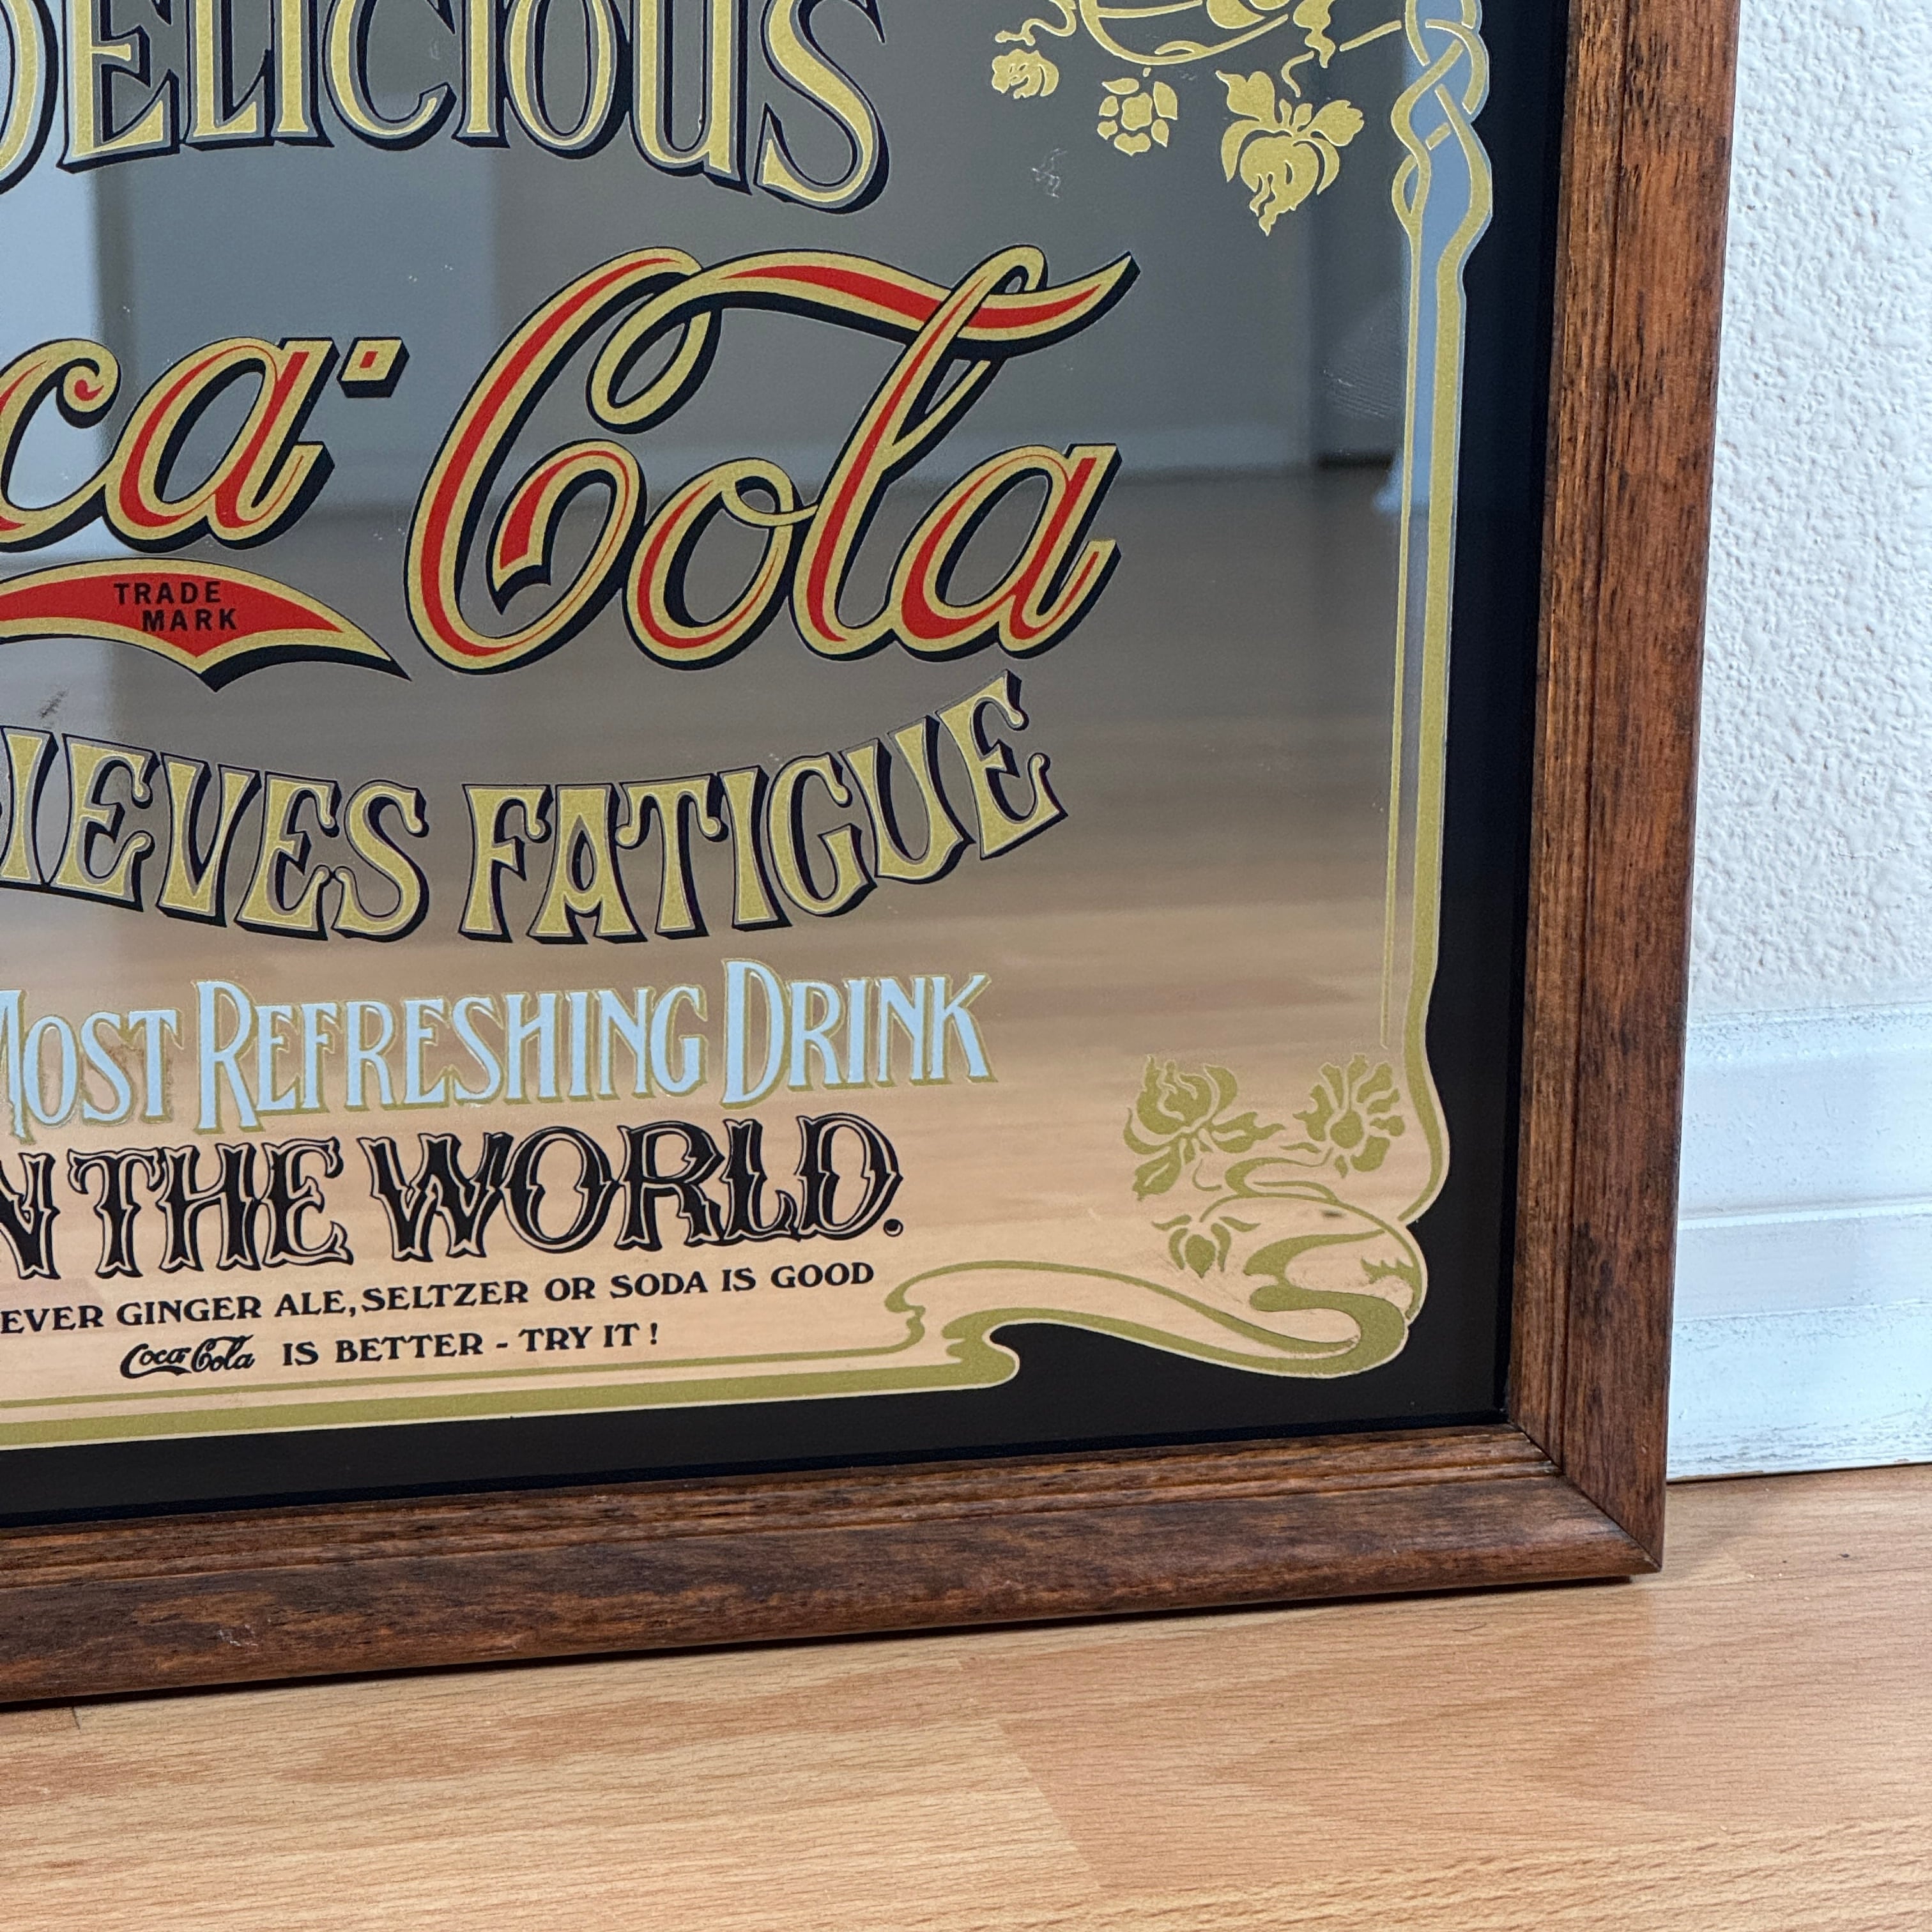 DELICIOUS
ca-Cola
TRADE
MARK
IEVES FATIGUE
MOST REFRESHING DRINK
N THE WORLD.
EVER GINGER ALE, SELTZER OR SODA IS GOOD
Coca-Cola IS BETTER - TRY IT !